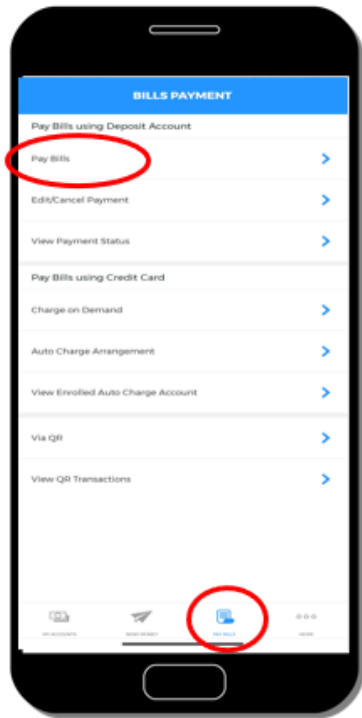 BILLS PAYMENT
Pay Bills using Deposit Account
Pay Bills
Edit/Cancel Payment
View Payment Status
Pay Bills using Credit Card
Charge on Demand
Auto Charge Arrangement
View Enrolled Auto Charge Account
Via QR
View QR Transactions
MY ACCOUNTS SEND MONEY PAY BILLS MORE